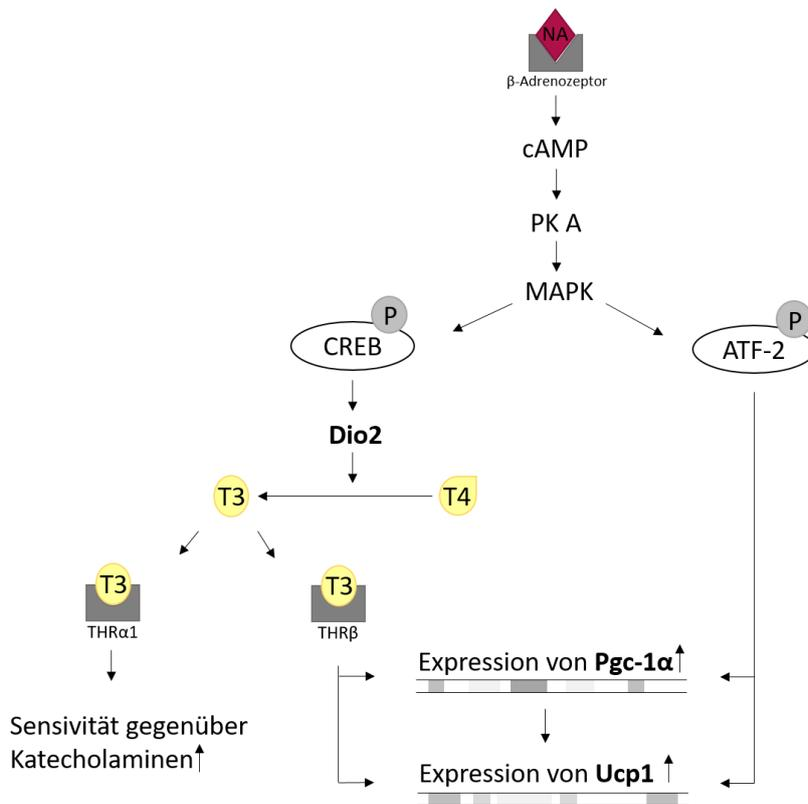 NA
β-Adrenozeptor
cAMP
PK A
MAPK
P
CREB
P
ATF-2
Dio2
T3
T4
T3
THRα1
T3
THRβ
Sensivität gegenüber
Katecholaminen
Expression von Pgc-1α
Expression von Ucp1